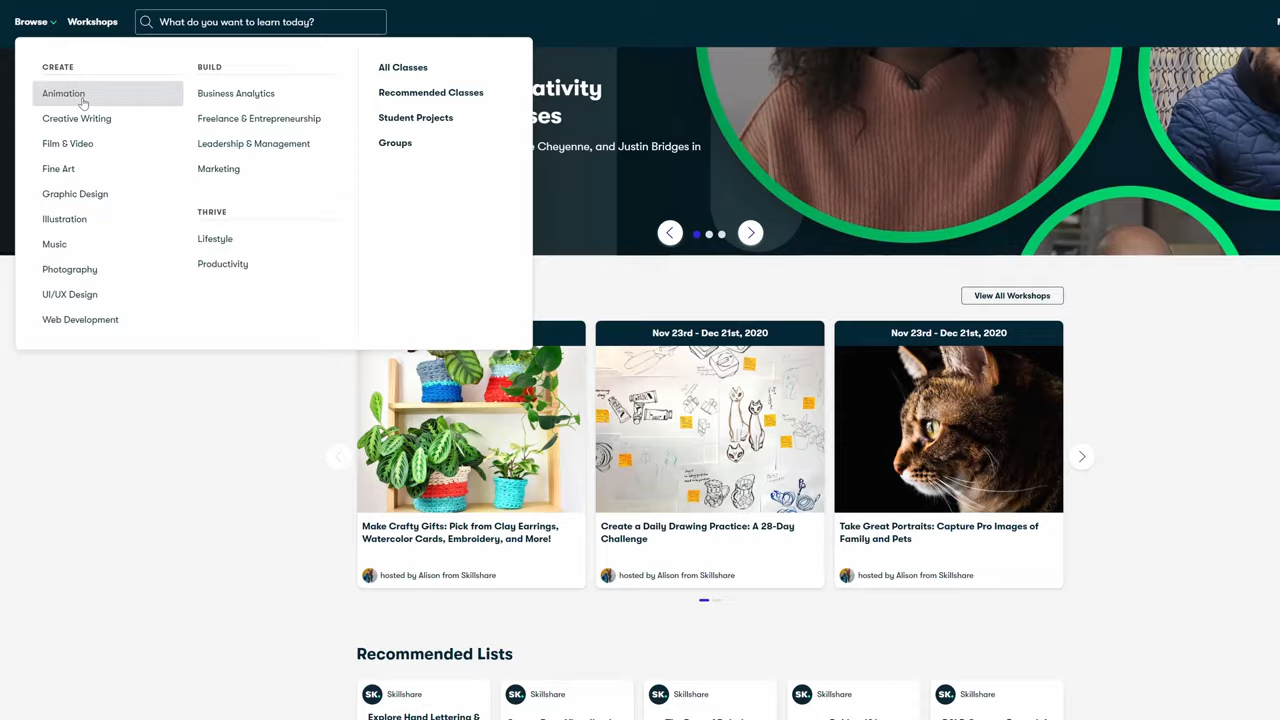 Browse
Workshops
What do you want to learn today?
CREATE
Animation
Creative Writing
Film & Video
Fine Art
Graphic Design
Illustration
Music
Photography
UI/UX Design
Web Development
BUILD
Business Analytics
Freelance & Entrepreneurship
Leadership & Management
Marketing
THRIVE
Lifestyle
Productivity
All Classes
Recommended Classes
Student Projects
Groups
Cheyenne, and Justin Bridges in
View All Workshops
Make Crafty Gifts: Pick from Clay Earrings,
Watercolor Cards, Embroidery, and More!
hosted by Alison from Skillshare
Nov 23rd - Dec 21st, 2020
Create a Daily Drawing Practice: A 28-Day
Challenge
hosted by Alison from Skillshare
Nov 23rd - Dec 21st, 2020
Take Great Portraits: Capture Pro Images of
Family and Pets
hosted by Alison from Skillshare
Recommended Lists
SK. Skillshare
Explore Hand Lettering &
SK. Skillshare
SK. Skillshare
SK. Skillshare
SK. Skillshare